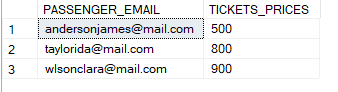 PASSENGER_EMAIL TICKETS_PRICES
1 andersonjames@mail.com 500
2 taylorida@mail.com 800
3 wlsonclara@mail.com 900